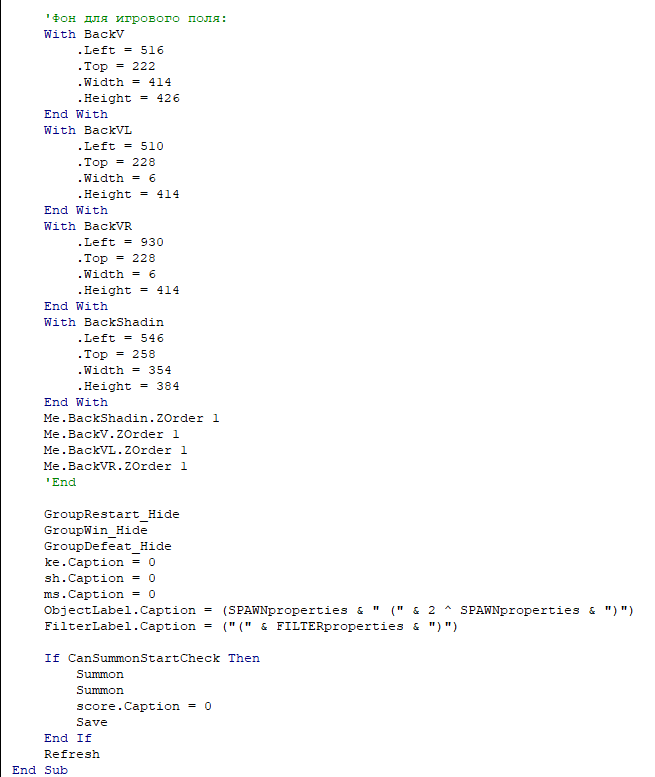 'Фон для игрового поля:
With BackV
.Left = 516
.Top = 222
.Width = 414
.Height = 426
End With
With BackVL
.Left = 510
.Top = 228
.Width = 6
.Height = 414
End With
With BackVR
.Left = 930
.Top = 228
.Width = 6
.Height = 414
End With
With BackShadin
.Left = 546
.Top = 258
.Width = 354
.Height = 384
End With
Me.BackShadin.ZOrder 1
Me.BackV.ZOrder 1
Me.BackVL.ZOrder 1
Me.BackVR.ZOrder 1
'End
GroupRestart_Hide
GroupWin_Hide
GroupDefeat_Hide
ke.Caption = 0
sh.Caption = 0
ms.Caption = 0
ObjectLabel.Caption = (SPAWNproperties & " (" & 2 ^ SPAWNproperties & ")")
FilterLabel.Caption = ("(" & FILTERproperties & ")")
If CanSummonStartCheck Then
Summon
Summon
score.Caption = 0
Save
End If
Refresh
End Sub